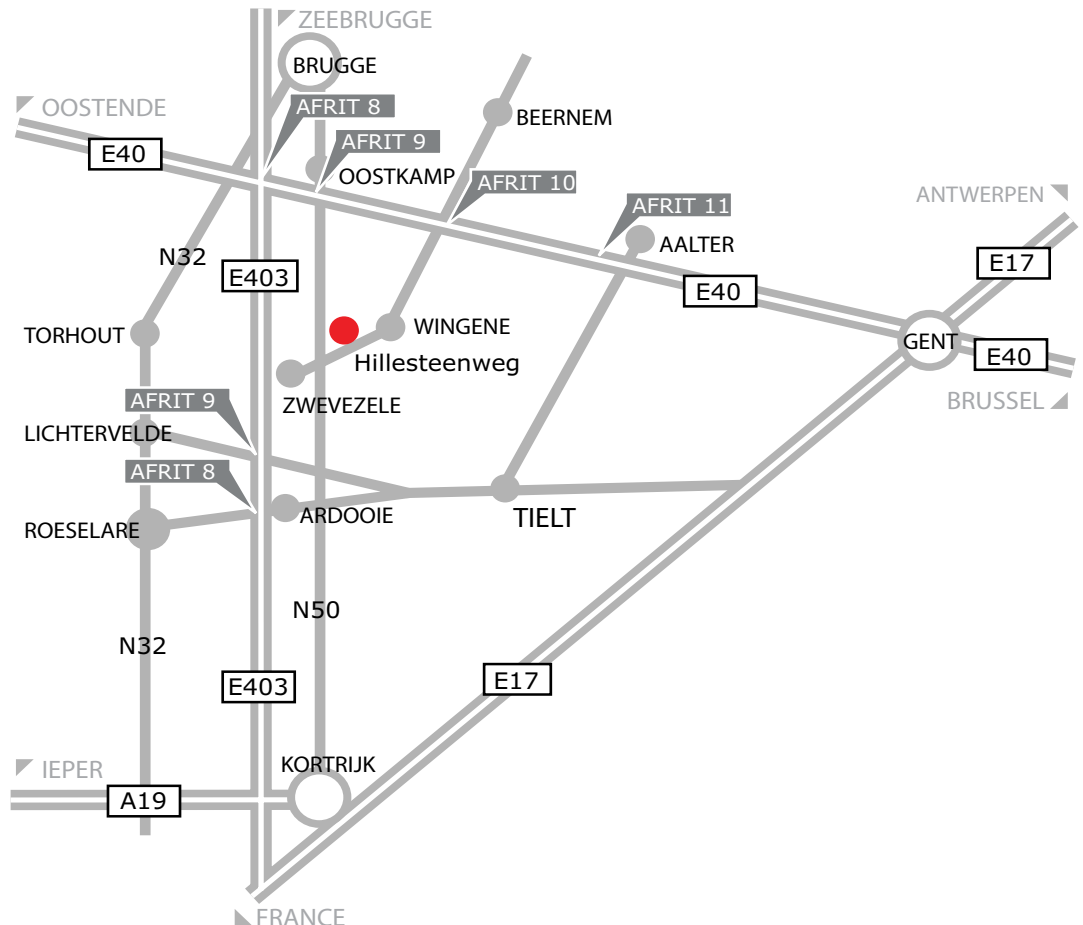 ZEEBRUGGE
BRUGGE
OOSTENDE
AFRIT 8
BEERNEM
AFRIT 9
E40
OOSTKAMP
AFRIT 10
ANTWERPEN
AFRIT 11
AALTER
N32
E403
E17
E40
WINGENE
TORHOUT
GENT
E40
Hillesteenweg
ZWEVEZELE
BRUSSEL
AFRIT 9
LICHTERVELDE
AFRIT 8
ARDOOIE
TIELT
ROESELARE
N50
N32
E403
E17
KORTRIJK
IEPER
A19
FRANCE